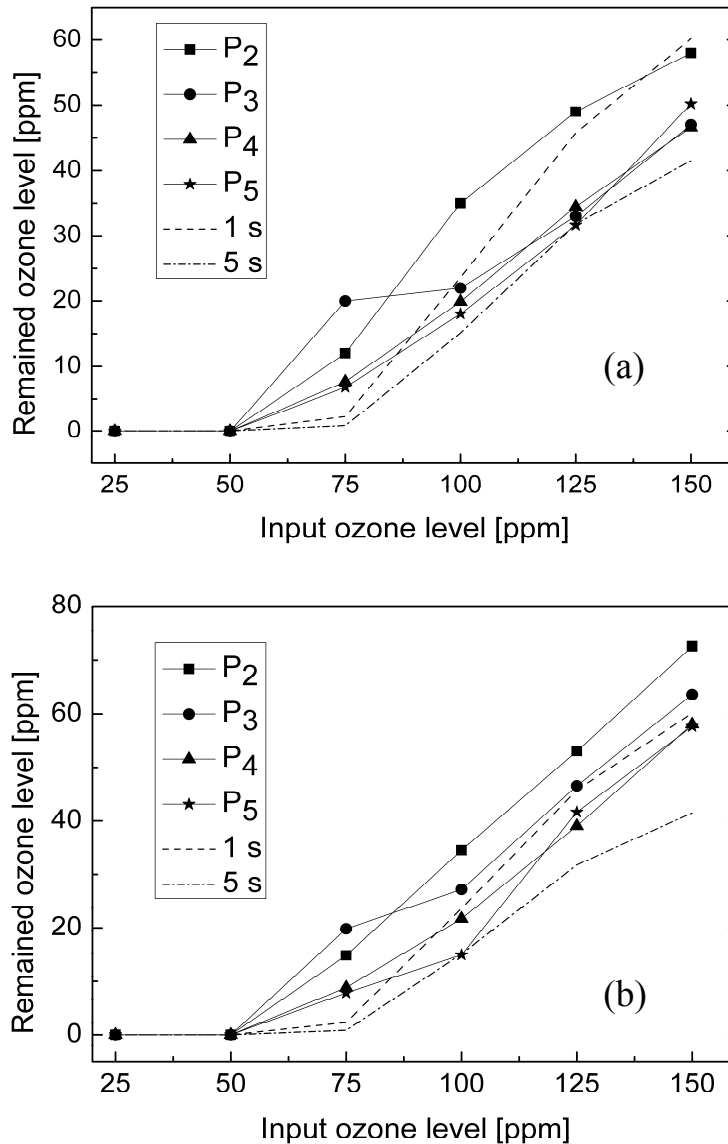 60
50
40
30
20
10
0
Remained ozone level [ppm]
P2
P3
P4
P5
1 s
5 s
(a)
25 50 75 100 125 150
Input ozone level [ppm]
80
60
40
20
0
Remained ozone level [ppm]
P2
P3
P4
P5
1 s
5 s
(b)
25 50 75 100 125 150
Input ozone level [ppm]